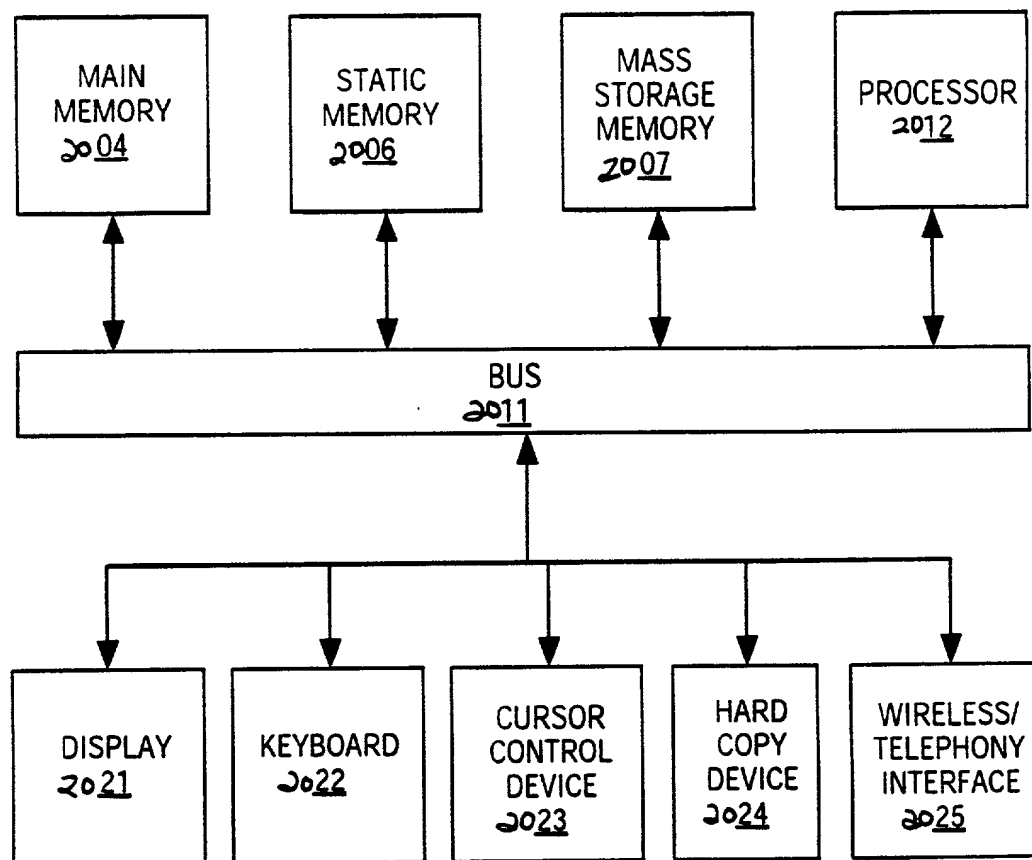 MAIN
MEMORY
2004
STATIC
MEMORY
2006
MASS
STORAGE
MEMORY
2007
PROCESSOR
2012
BUS
2011
DISPLAY
2021
KEYBOARD
2022
CURSOR
CONTROL
DEVICE
2023
HARD
COPY
DEVICE
2024
WIRELESS/
TELEPHONY
INTERFACE
2025